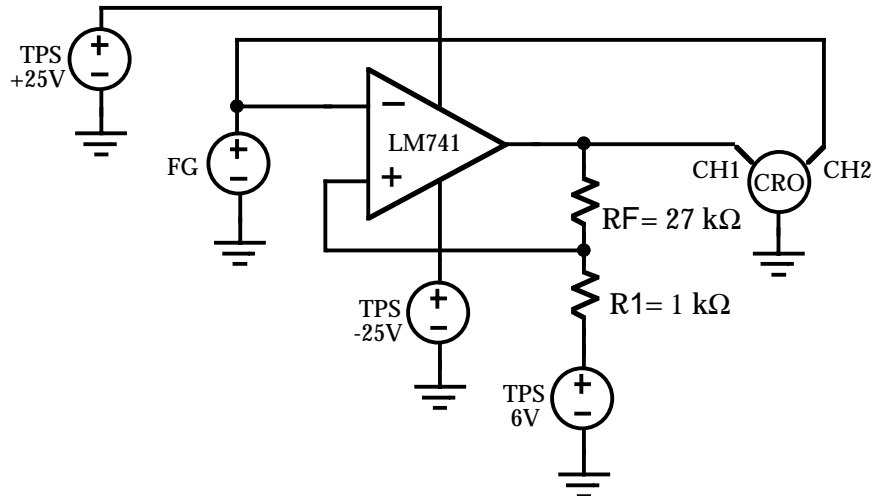 TPS
+25V
+
−
−
LM741
+
FG
+
−
CH1
CRO
CH2
RF= 27 kΩ
TPS
-25V
+
−
R1= 1 kΩ
TPS
6V
+
−